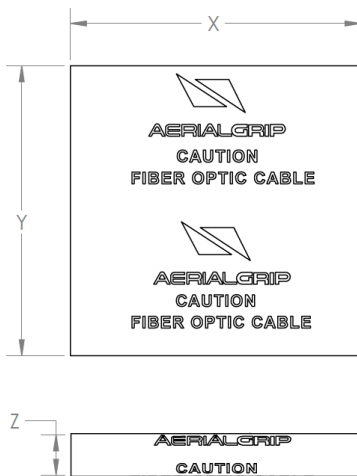 X
AERIALGRIP
CAUTION
FIBER OPTIC CABLE
Y
AERIALGRIP
CAUTION
FIBER OPTIC CABLE
Z
AERIALGRIP
CAUTION